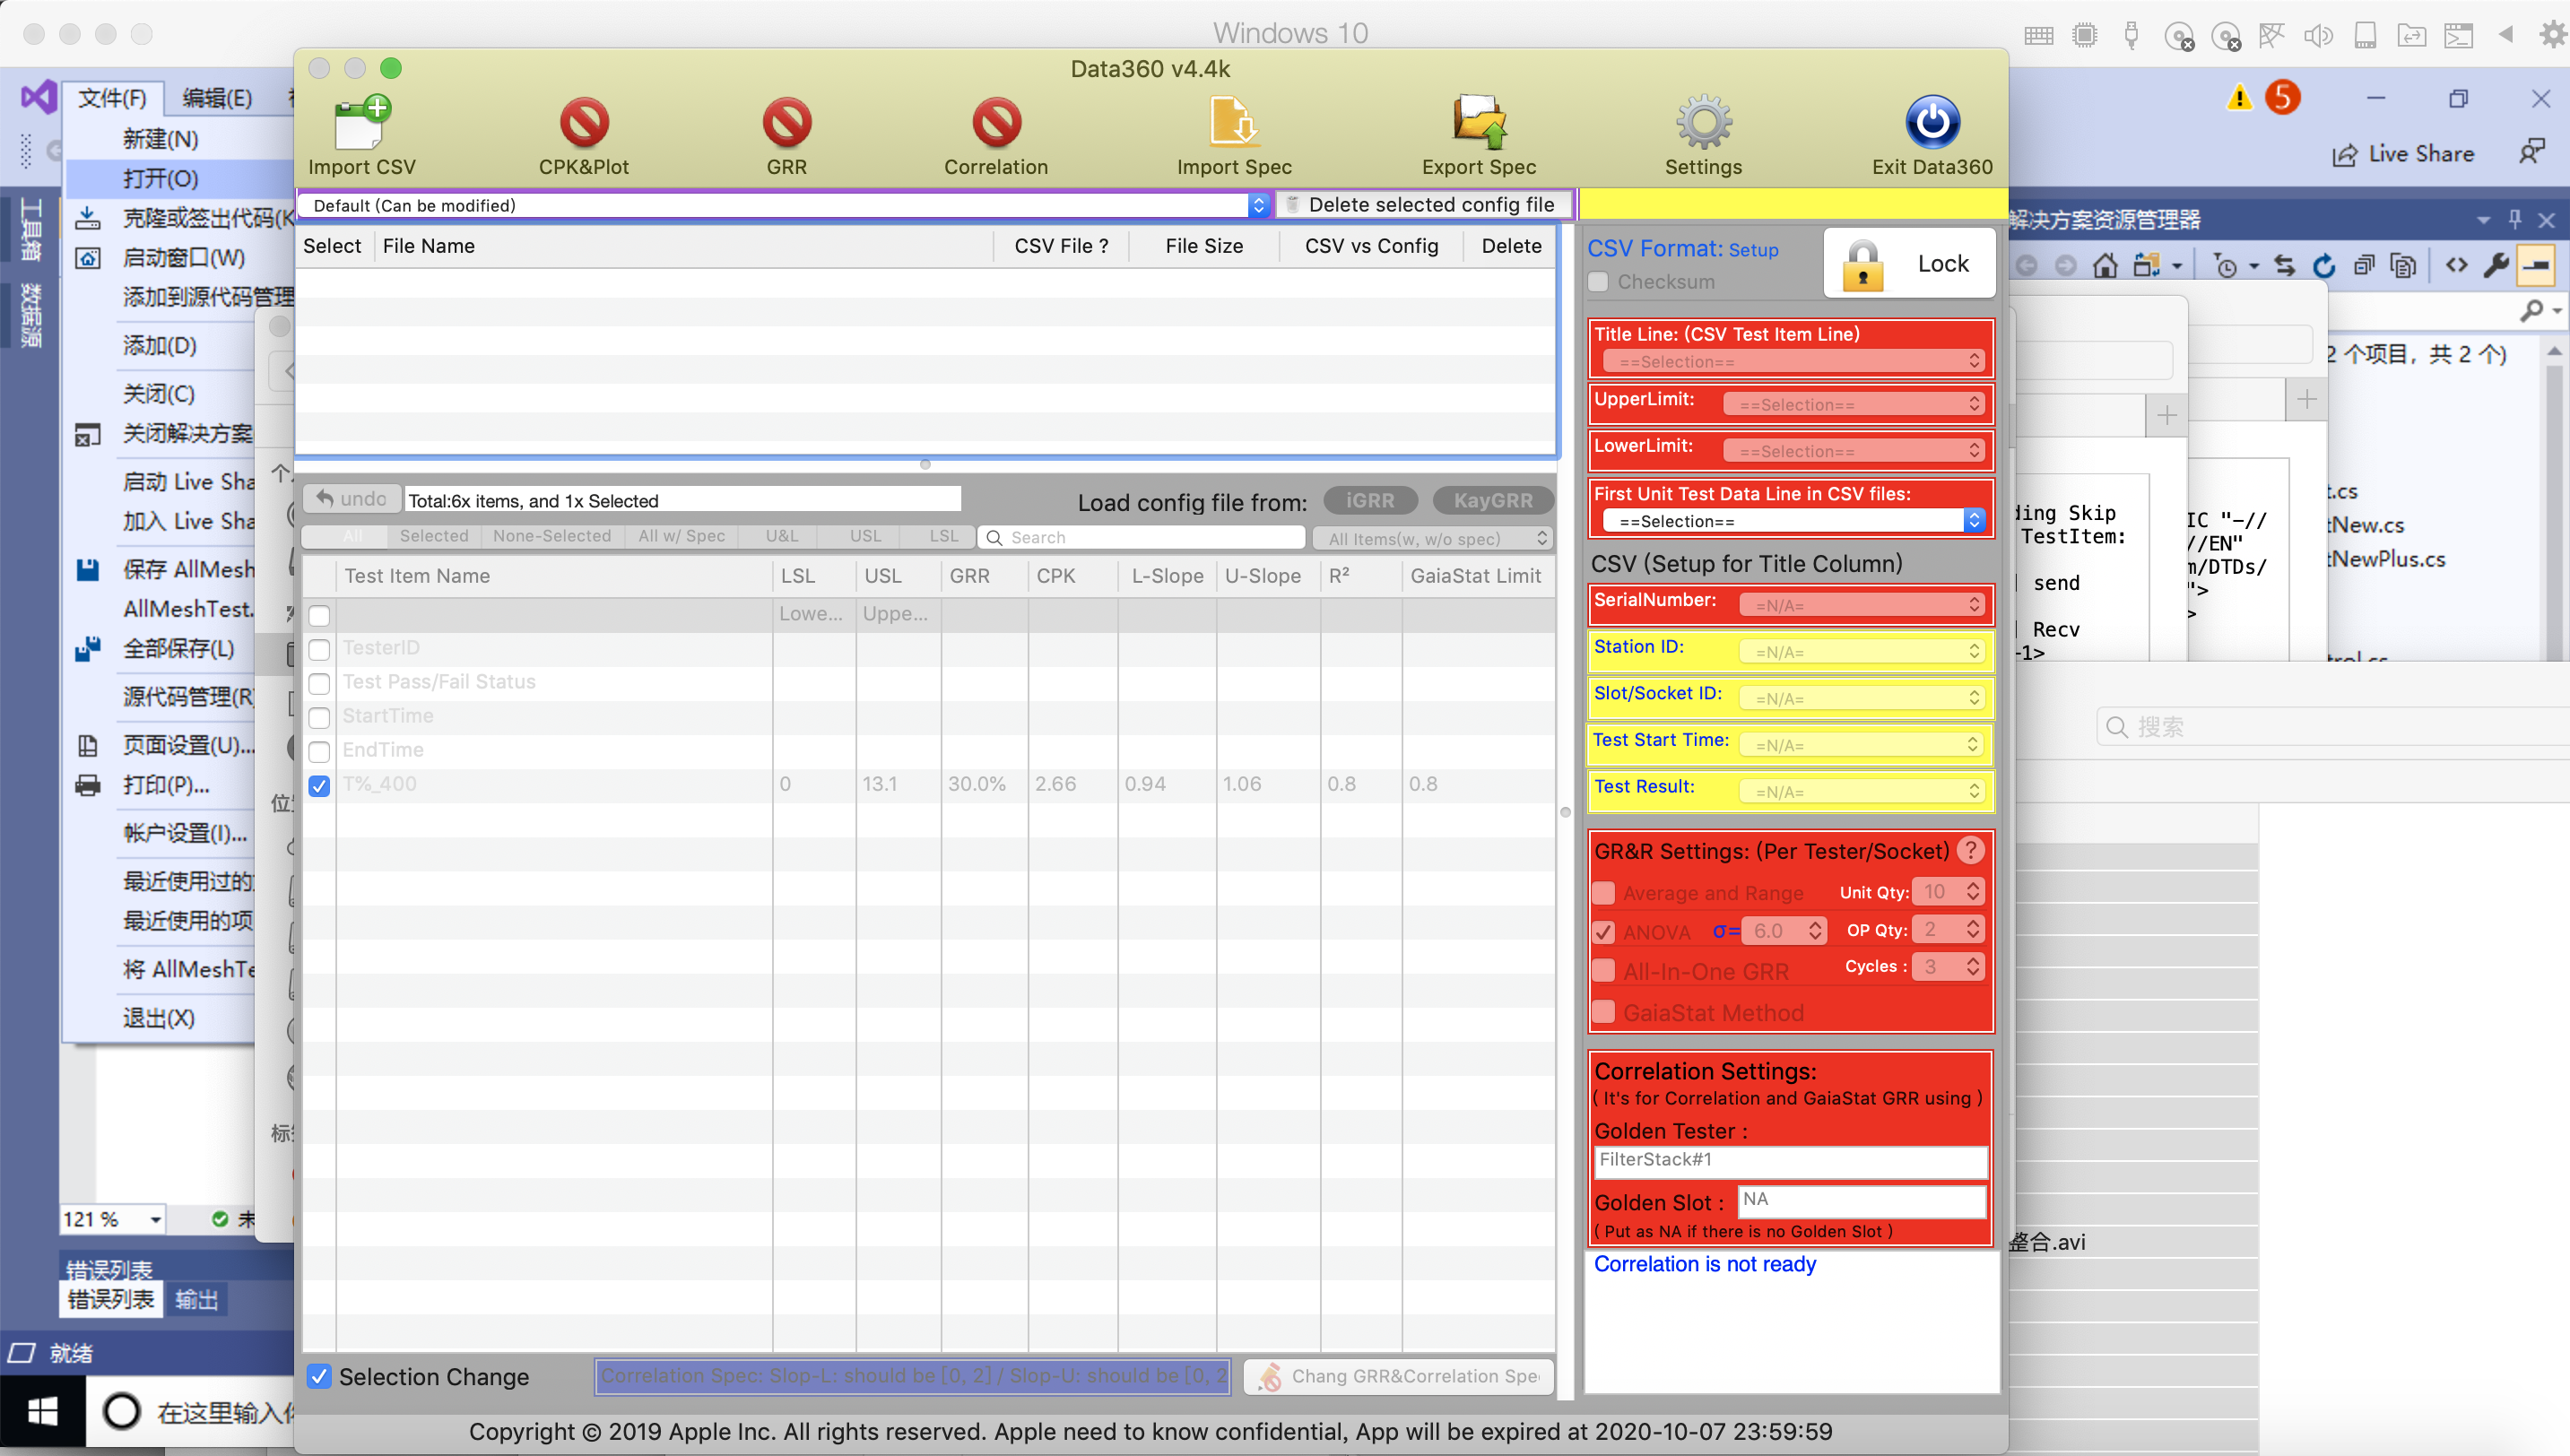 Windows 10
文件(F)
编辑(E)
新建(N)
打开(O)
克隆或签出代码(K
启动窗口(W)
添加到源代码管理
添加(D)
关闭(C)
关闭解决方案
启动 Live Sha
加入 Live Sha
保存 AllMesh
AllMeshTest.
全部保存(L)
源代码管理(R)
页面设置(U)...
打印(P)...
帐户设置(I)...
最近使用过的
最近使用的项
将 AllMeshTe
退出(X)
工具箱
数据源
121 %
未
错误列表
错误列表
输出
就绪
在这里输入
个
位
标
Data360 v4.4k
Import CSV
CPK&Plot
GRR
Correlation
Import Spec
Export Spec
Settings
Exit Data360
Default (Can be modified)
Delete selected config file
Select
File Name
CSV File ?
File Size
CSV vs Config
Delete
undo
Total:6x items, and 1x Selected
Load config file from:
iGRR
KayGRR
All
Selected
None-Selected
All w/ Spec
U&L
USL
LSL
Search
All Items(w, w/o spec)
Test Item Name
LSL
USL
GRR
CPK
L-Slope
U-Slope
R²
GaiaStat Limit
Lowe...
Uppe...
TesterID
Test Pass/Fail Status
StartTime
EndTime
T%_400
0
13.1
30.0%
2.66
0.94
1.06
0.8
0.8
Selection Change
Correlation Spec: Slop-L: should be [0, 2] / Slop-U: should be [0, 2
Chang GRR&Correlation Spe
Copyright © 2019 Apple Inc. All rights reserved. Apple need to know confidential, App will be expired at 2020-10-07 23:59:59
CSV Format: Setup
Checksum
Lock
Title Line: (CSV Test Item Line)
==Selection==
UpperLimit:
==Selection==
LowerLimit:
==Selection==
First Unit Test Data Line in CSV files:
==Selection==
CSV (Setup for Title Column)
SerialNumber:
=N/A=
Station ID:
=N/A=
Slot/Socket ID:
=N/A=
Test Start Time:
=N/A=
Test Result:
=N/A=
GR&R Settings: (Per Tester/Socket)
?
Average and Range
Unit Qty:
10
ANOVA
σ=
6.0
OP Qty:
2
All-In-One GRR
Cycles :
3
GaiaStat Method
Correlation Settings:
( It's for Correlation and GaiaStat GRR using )
Golden Tester :
FilterStack#1
Golden Slot :
NA
( Put as NA if there is no Golden Slot )
Correlation is not ready
5
Live Share
解决方案资源管理器
2 个项目, 共 2 个)
t.cs
tNew.cs
tNewPlus.cs
ding Skip
TestItem:
send
Recv
-1>
IC "-//
//EN"
m/DTDs/
">
>
搜索
整合.avi